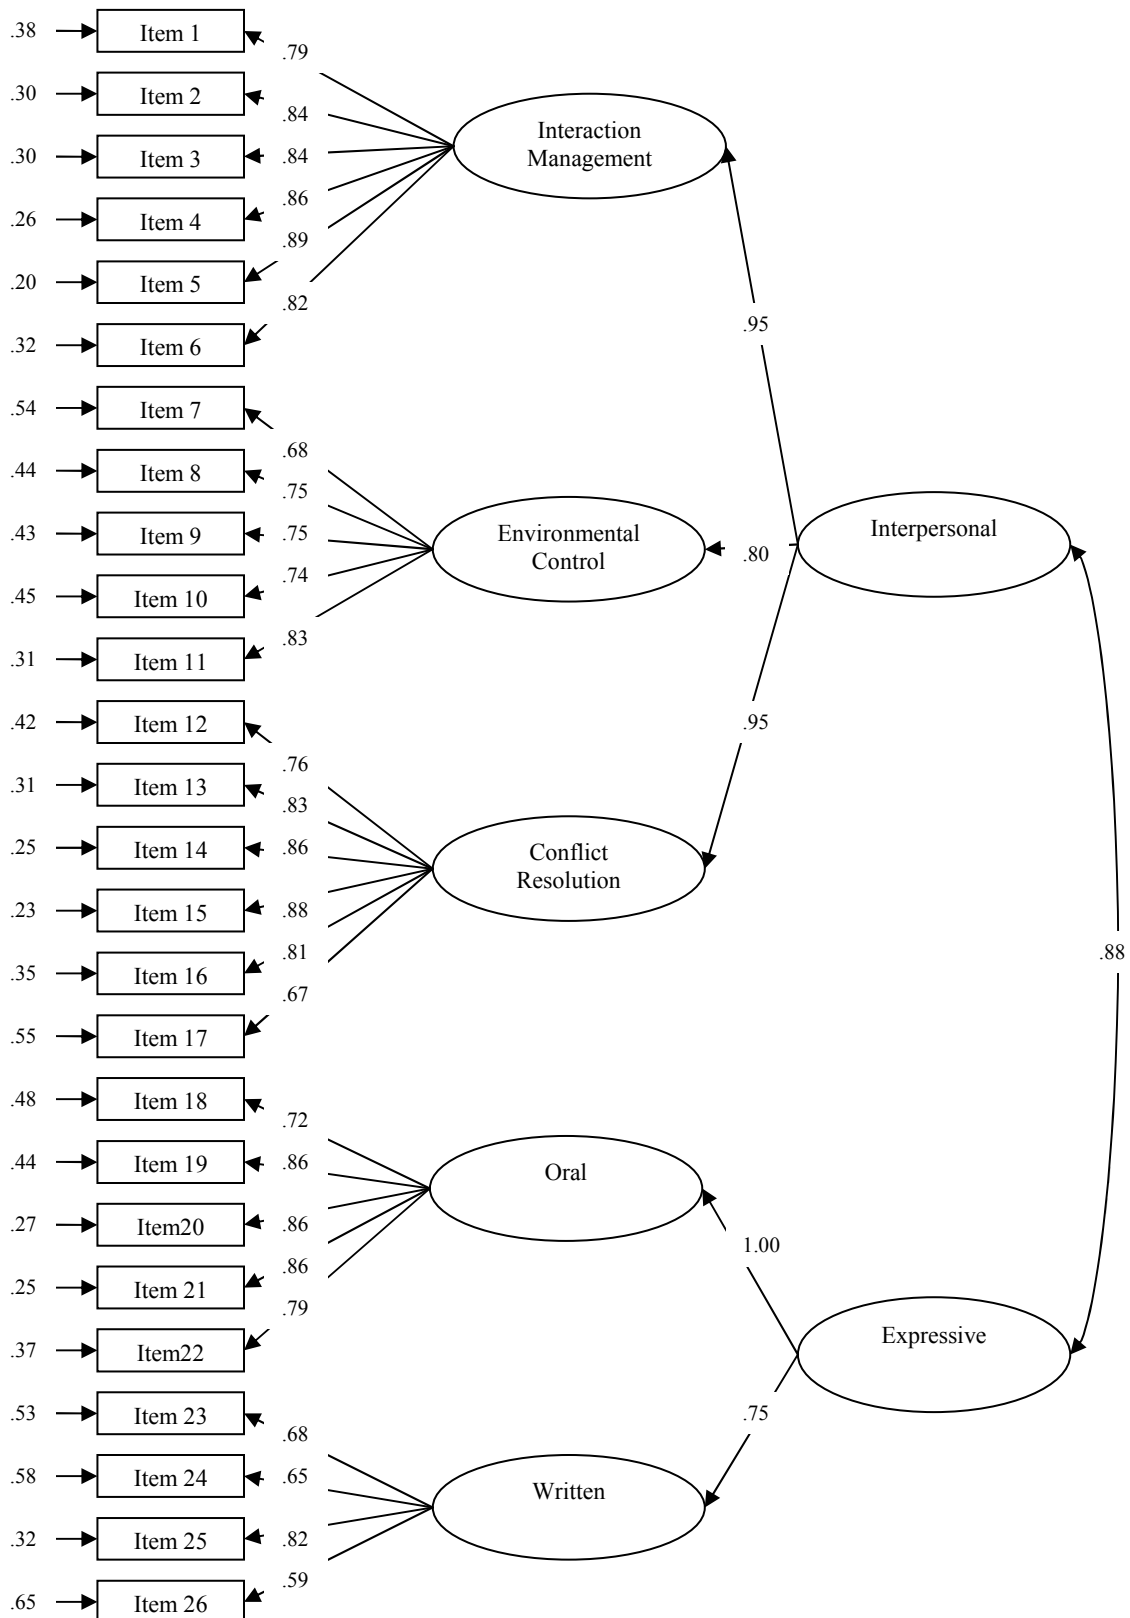 .38 Item 1 .79
.30 Item 2 .84
.30 Item 3 .84
.26 Item 4 .86
.20 Item 5 .89
.32 Item 6 .82
.54 Item 7 .68
.44 Item 8 .75
.43 Item 9 .75
.45 Item 10 .74
.31 Item 11 .83
.42 Item 12 .76
.31 Item 13 .83
.25 Item 14 .86
.23 Item 15 .88
.35 Item 16 .81
.55 Item 17 .67
.48 Item 18 .72
.44 Item 19 .86
.27 Item20 .86
.25 Item 21 .86
.37 Item22 .79
.53 Item 23 .68
.58 Item 24 .65
.32 Item 25 .82
.65 Item 26 .59
Interaction
Management
Environmental
Control
Conflict
Resolution
Oral
Written
.95
.80
.95
1.00
.75
Interpersonal
Expressive
.88